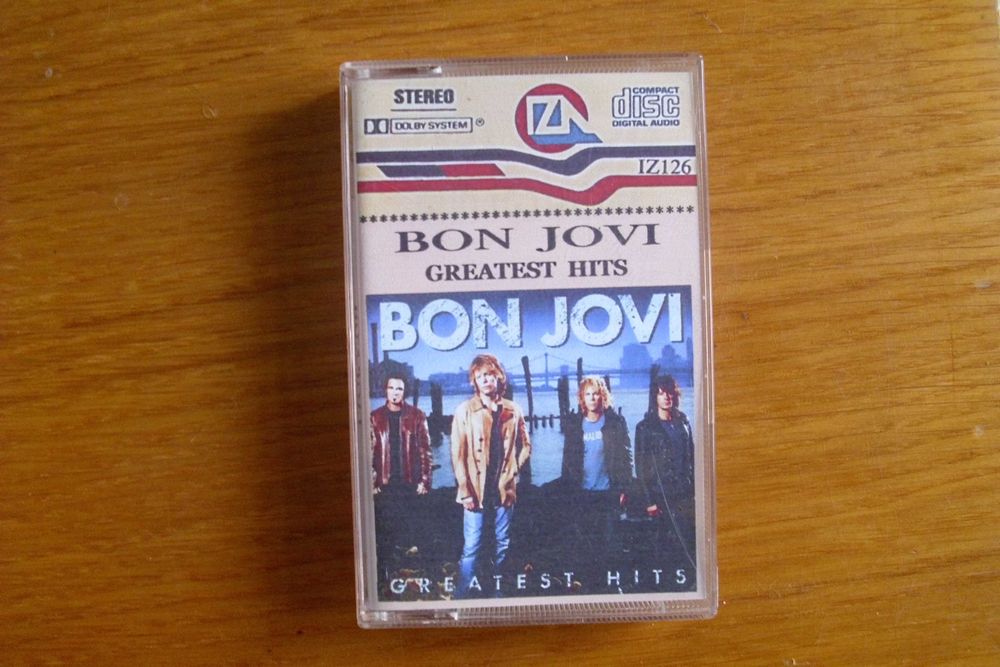 STEREO
DOLBY SYSTEM ®
IZ
COMPACT
disc
DIGITAL AUDIO
IZ126
********************************
BON JOVI
GREATEST HITS
BON JOVI
GREATEST HITS